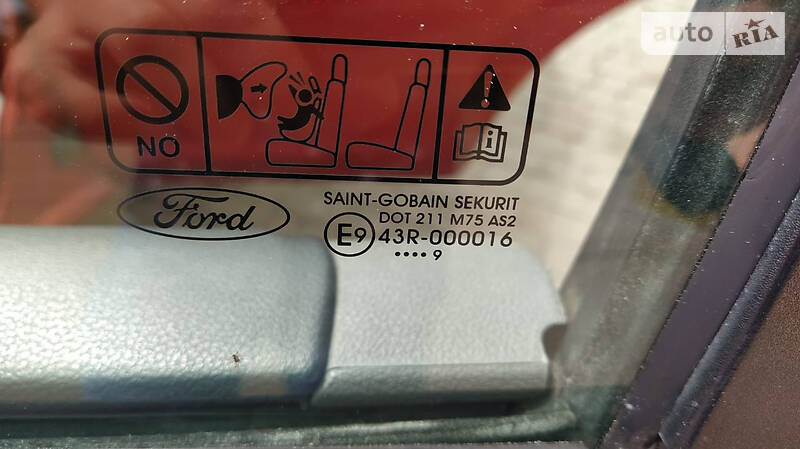 auto RIA
NO
i
Ford
SAINT-GOBAIN SEKURIT
DOT 211 M75 AS2
E9 43R-000016
•••• 9